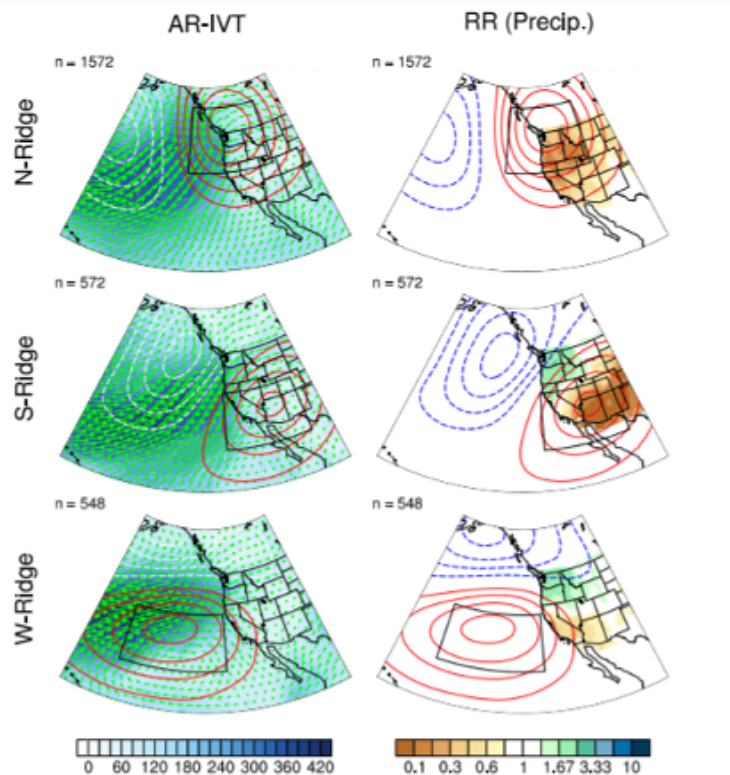 AR-IVT RR (Precip.)
n = 1572 n = 1572
N-Ridge
n = 572 n = 572
S-Ridge
n = 548 n = 548
W-Ridge
0 60 120 180 240 300 360 420 0.1 0.3 0.6 1 1.67 3.33 10